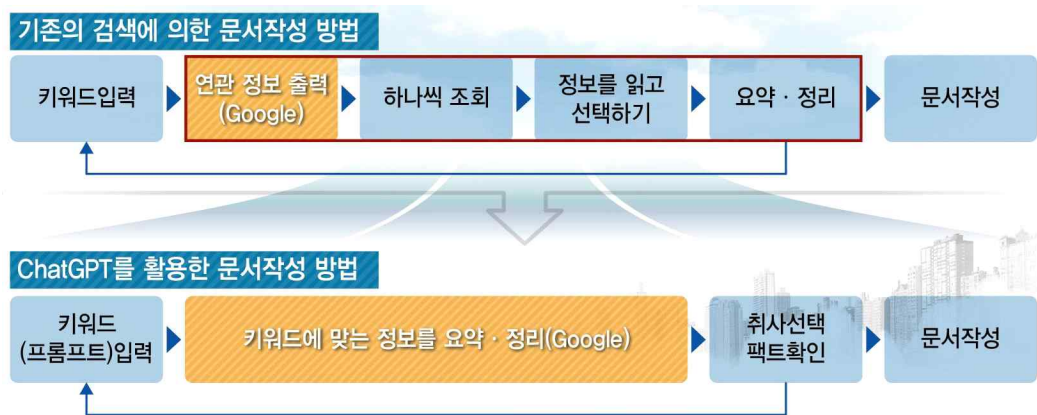 기존의 검색에 의한 문서작성 방법
키워드입력
연관 정보 출력
(Google)
하나씩 조회
정보를 읽고
선택하기
요약 · 정리
문서작성
ChatGPT를 활용한 문서작성 방법
키워드
(프롬프트)입력
키워드에 맞는 정보를 요약 · 정리(Google)
취사선택
팩트확인
문서작성